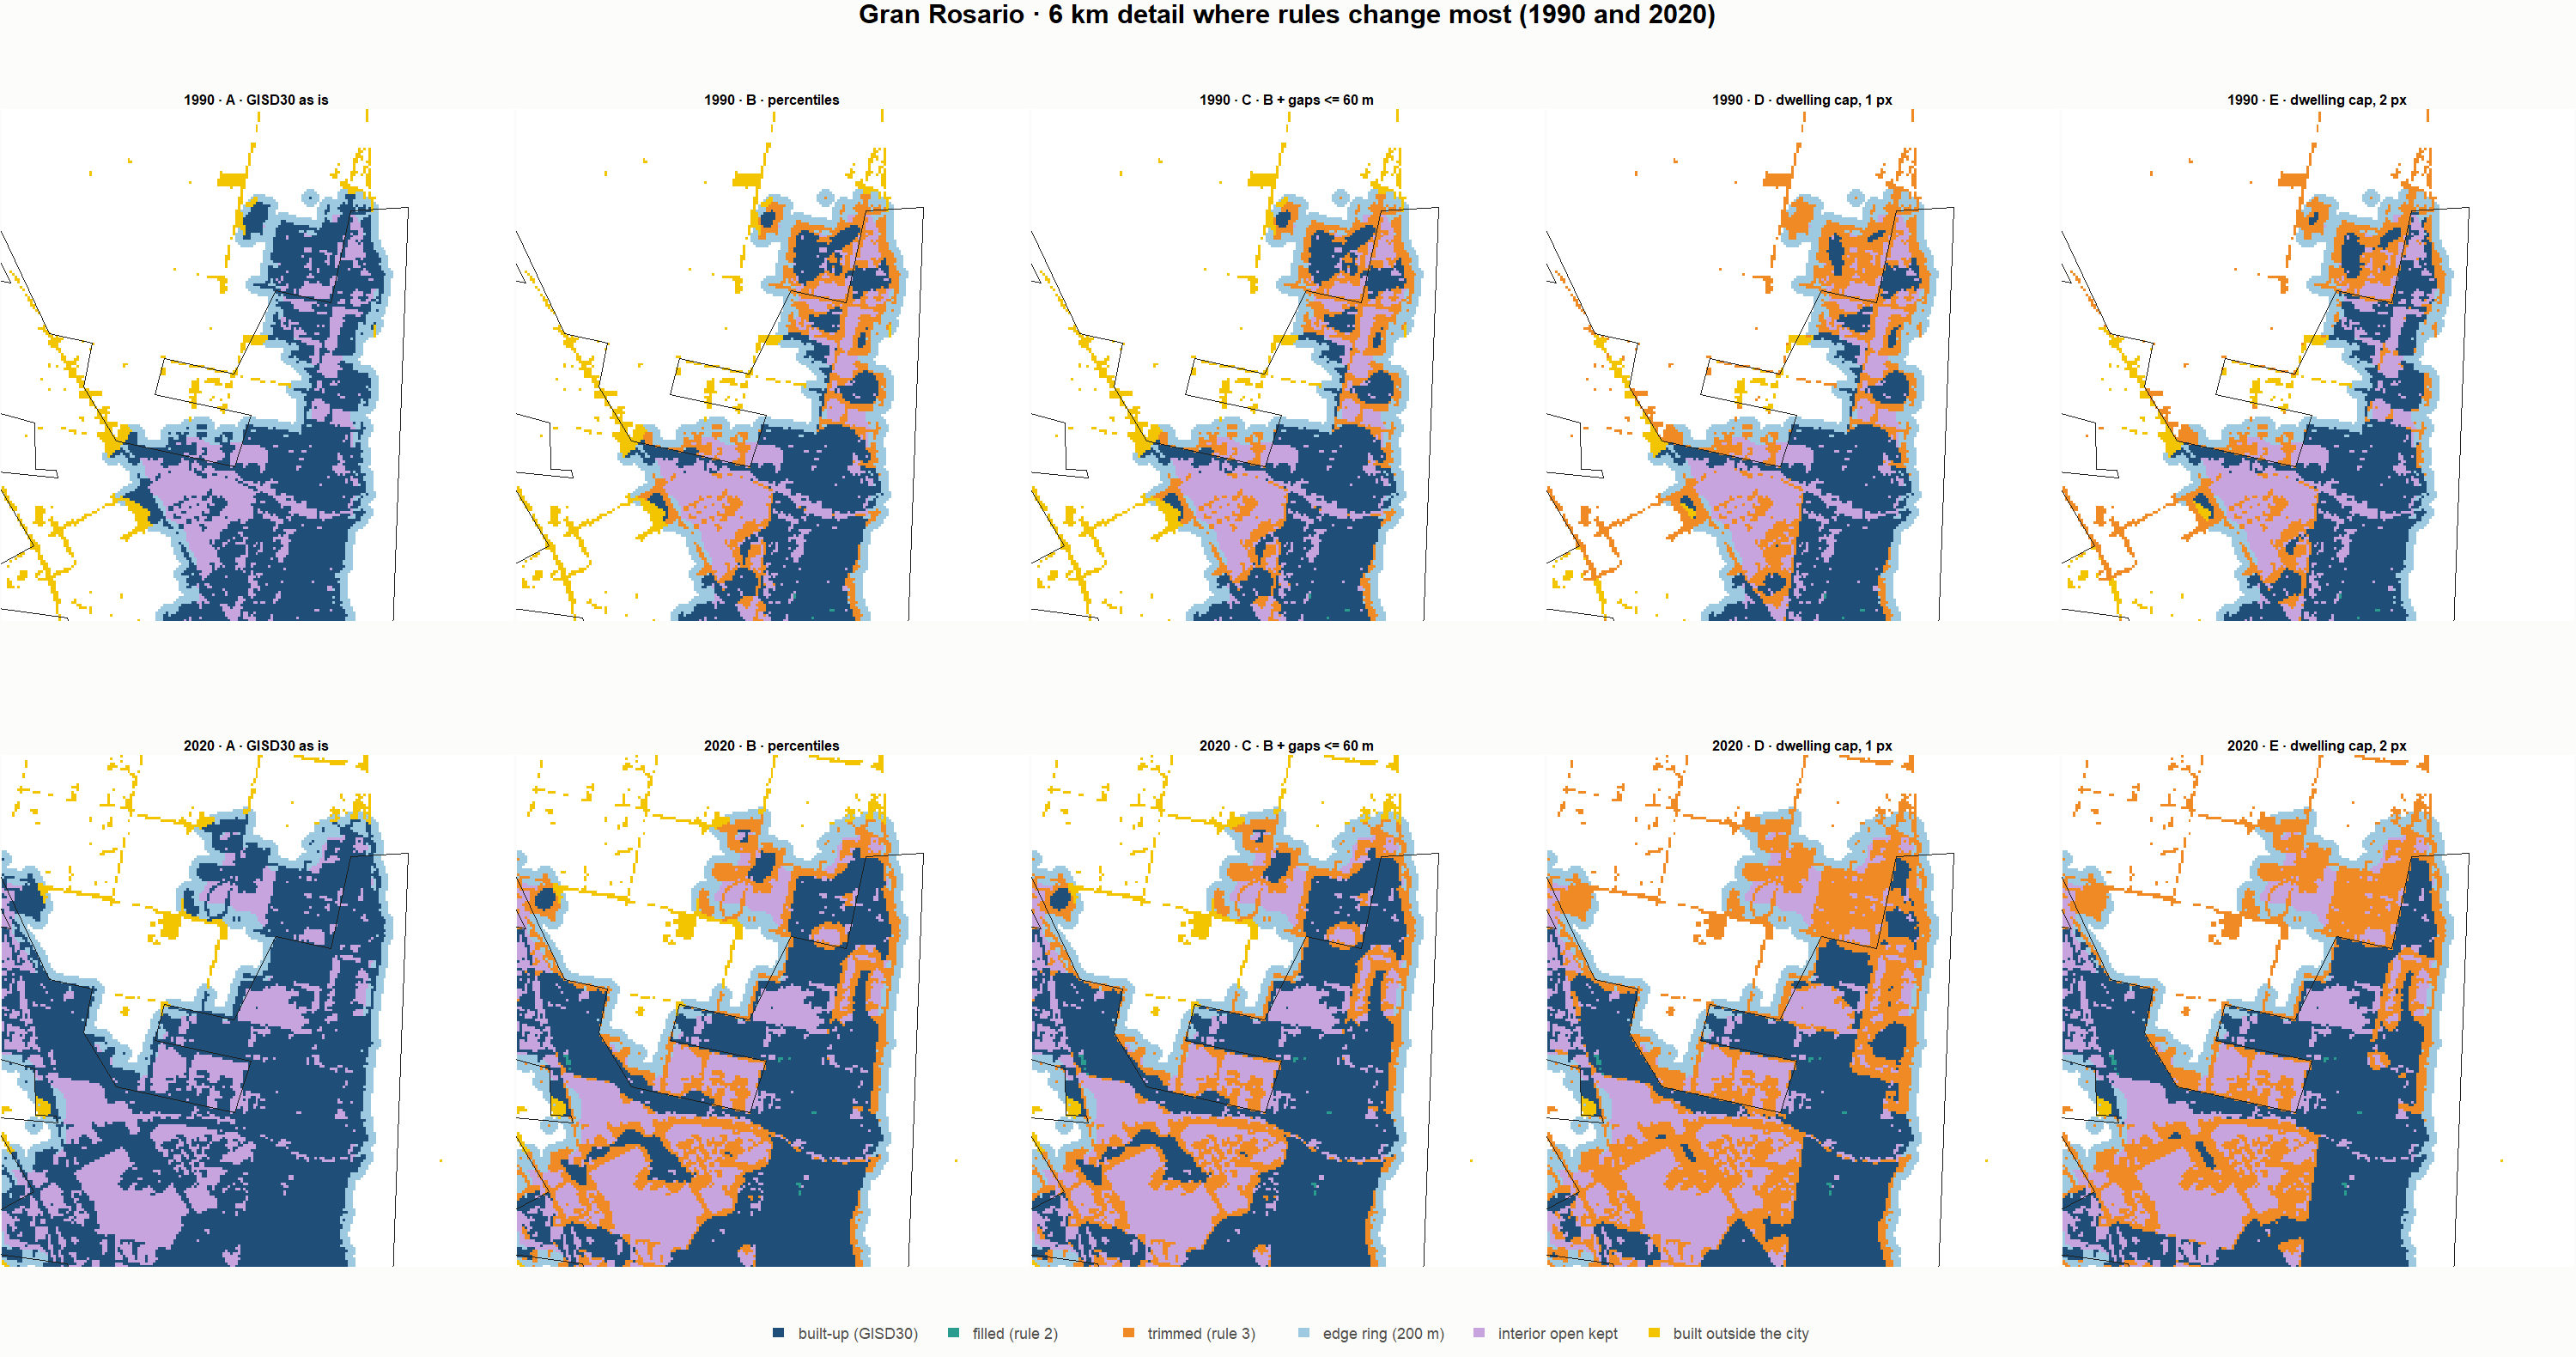 Gran Rosario · 6 km detail where rules change most (1990 and 2020)
1990 · A · GISD30 as is
1990 · B · percentiles
1990 · C · B + gaps <= 60 m
1990 · D · dwelling cap, 1 px
1990 · E · dwelling cap, 2 px
2020 · A · GISD30 as is
2020 · B · percentiles
2020 · C · B + gaps <= 60 m
2020 · D · dwelling cap, 1 px
2020 · E · dwelling cap, 2 px
built-up (GISD30)
filled (rule 2)
trimmed (rule 3)
edge ring (200 m)
interior open kept
built outside the city